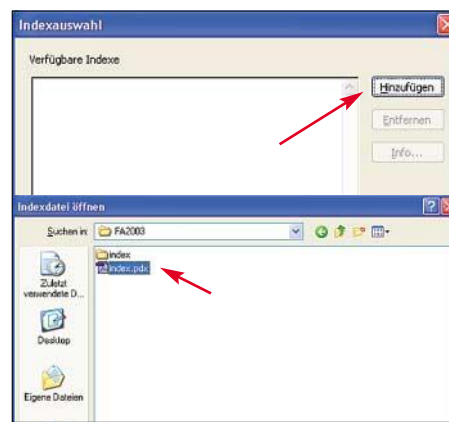 Indexauswahl
Verfügbare Indexe
Hinzufügen
Entfernen
Info...
Indexdatei öffnen
Suchen in:
FA2003
index
index.pdx
Zuletzt
verwendete D...
Desktop
Eigene Dateien